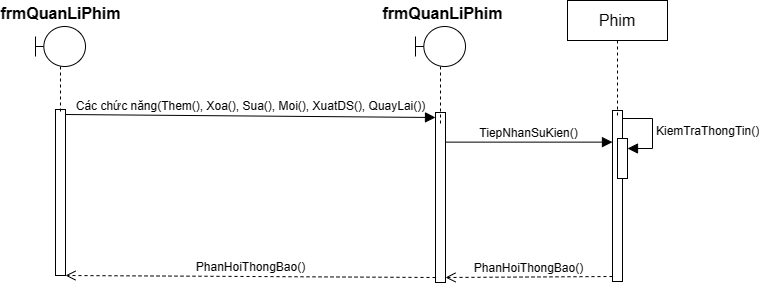 frmQuanLiPhim
frmQuanLiPhim
Phim
Các chức năng(Them(), Xoa(), Sua(), Moi(), XuatDS(), QuayLai())
TiepNhanSuKien()
KiemTraThongTin()
PhanHoiThongBao()
PhanHoiThongBao()